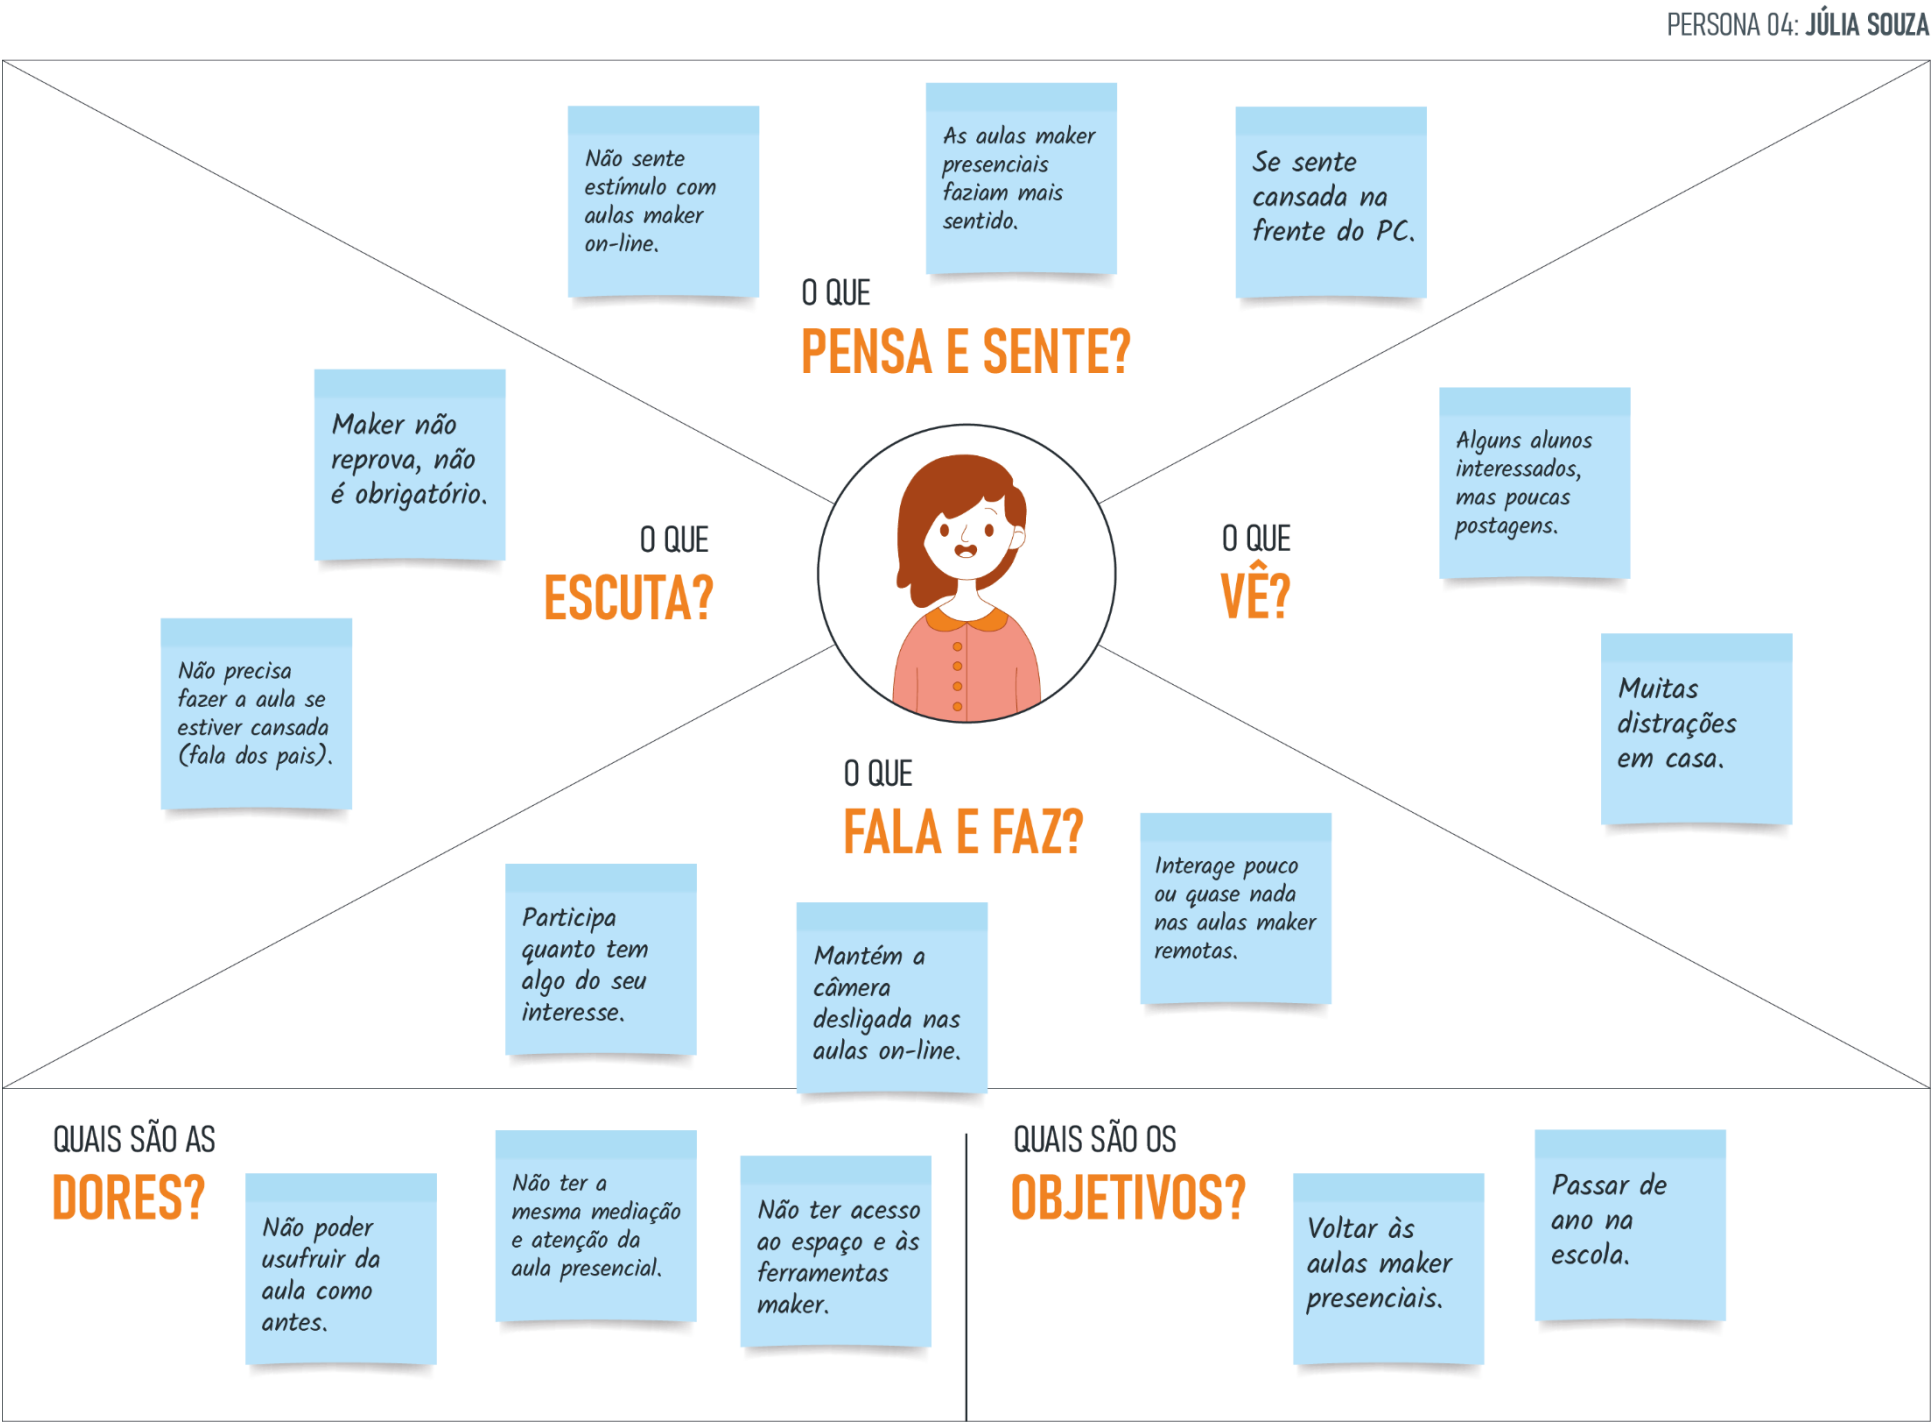 PERSONA 04: JÚLIA SOUZA
Não sente
estímulo com
aulas maker
on-line.
As aulas maker
presenciais
faziam mais
sentido.
Se sente
cansada na
frente do PC.
O QUE
PENSA E SENTE?
Maker não
reprova, não
é obrigatório.
Não precisa
fazer a aula se
estiver cansada
(fala dos pais).
O QUE
ESCUTA?
O QUE
VÊ?
Alguns alunos
interessados,
mas poucas
postagens.
Muitas
distrações
em casa.
O QUE
FALA E FAZ?
Participa
quanto tem
algo do seu
interesse.
Mantém a
câmera
desligada nas
aulas on-line.
Interage pouco
ou quase nada
nas aulas maker
remotas.
QUAIS SÃO AS
DORES?
Não poder
usufruir da
aula como
antes.
Não ter a
mesma mediação
e atenção da
aula presencial.
Não ter acesso
ao espaço e às
ferramentas
maker.
QUAIS SÃO OS
OBJETIVOS?
Voltar às
aulas maker
presenciais.
Passar de
ano na
escola.